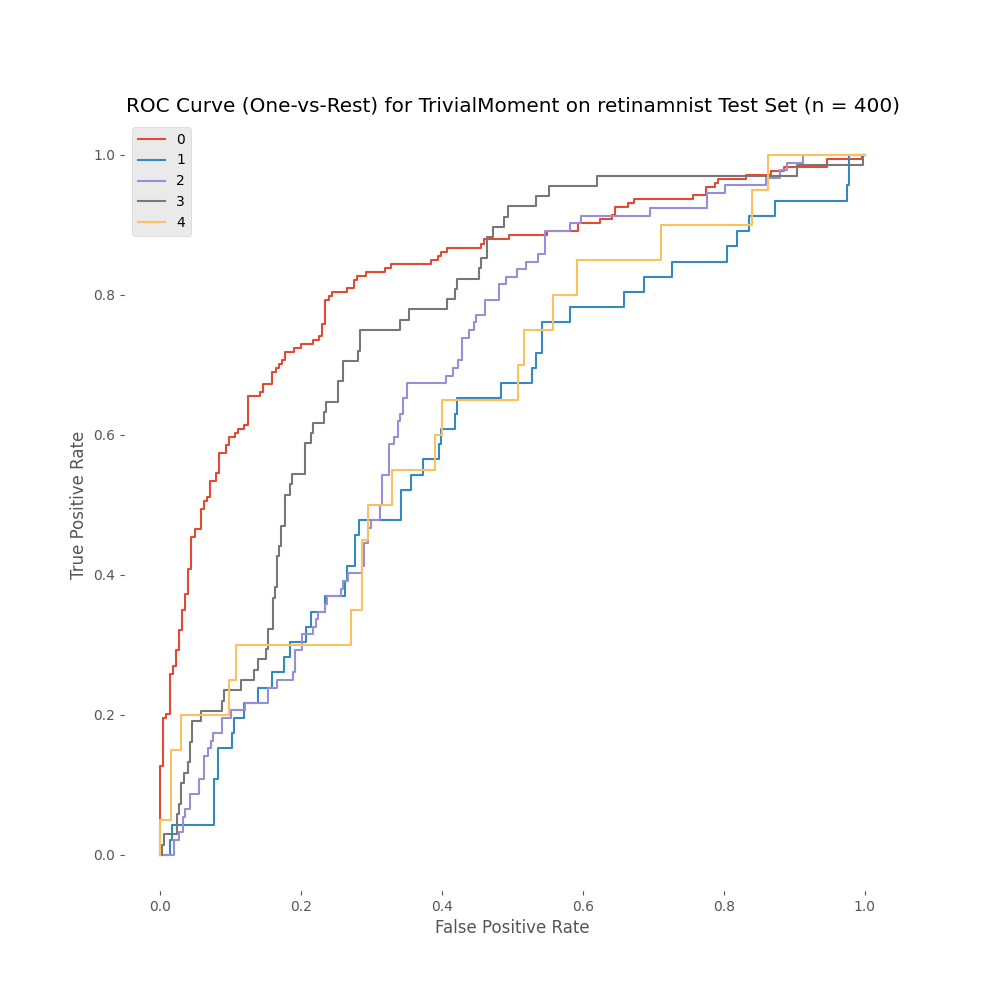 ROC Curve (One-vs-Rest) for TrivialMoment on retinamnist Test Set (n = 400)
0
1
2
3
4
1.0
0.8
0.6
0.4
0.2
0.0
True Positive Rate
0.0 0.2 0.4 0.6 0.8 1.0
False Positive Rate